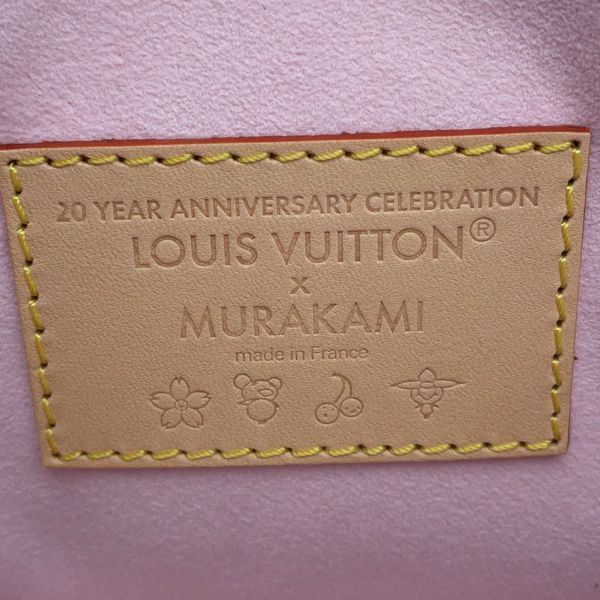 20 YEAR ANNIVERSARY CELEBRATION
LOUIS VUITTON®
x
MURAKAMI
made in France